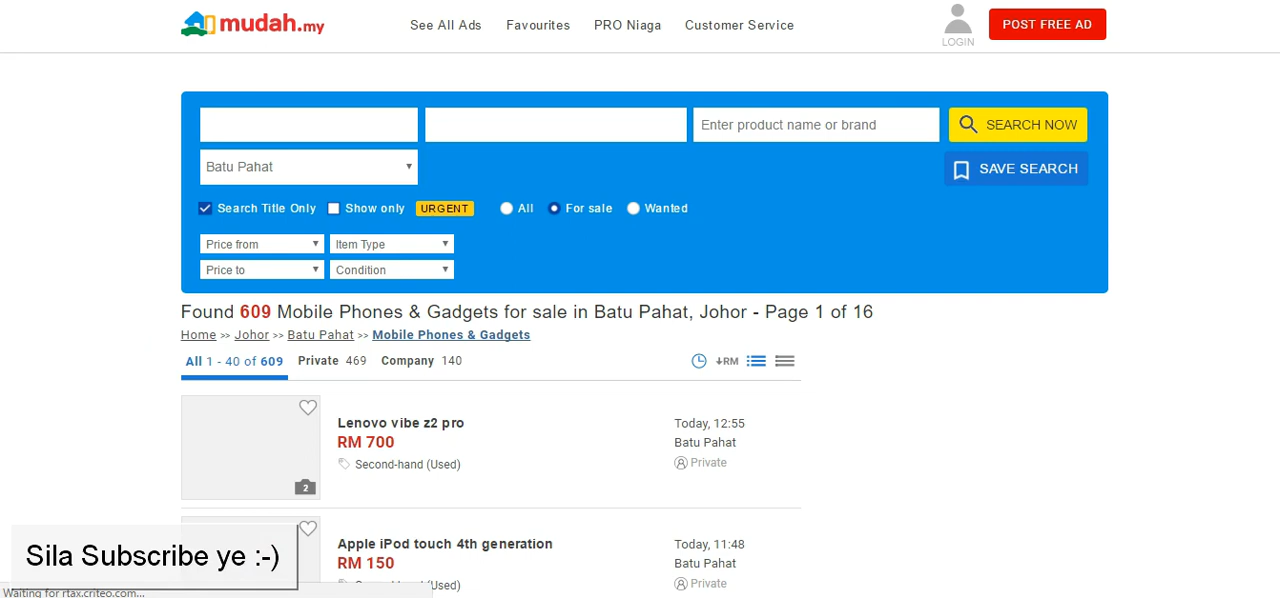 mudah.my
See All Ads Favourites PRO Niaga Customer Service
LOGIN
POST FREE AD
Enter product name or brand
SEARCH NOW
Batu Pahat
SAVE SEARCH
Search Title Only Show only URGENT All For sale Wanted
Price from Item Type
Price to Condition
Found 609 Mobile Phones & Gadgets for sale in Batu Pahat, Johor - Page 1 of 16
Home >> Johor >> Batu Pahat >> Mobile Phones & Gadgets
All 1 - 40 of 609 Private 469 Company 140
RM
Lenovo vibe z2 pro
RM 700
Second-hand (Used)
2
Today, 12:55
Batu Pahat
Private
Apple iPod touch 4th generation
RM 150
(Used)
Today, 11:48
Batu Pahat
Private
Sila Subscribe ye :-)
Waiting for rtax.criteo.com...